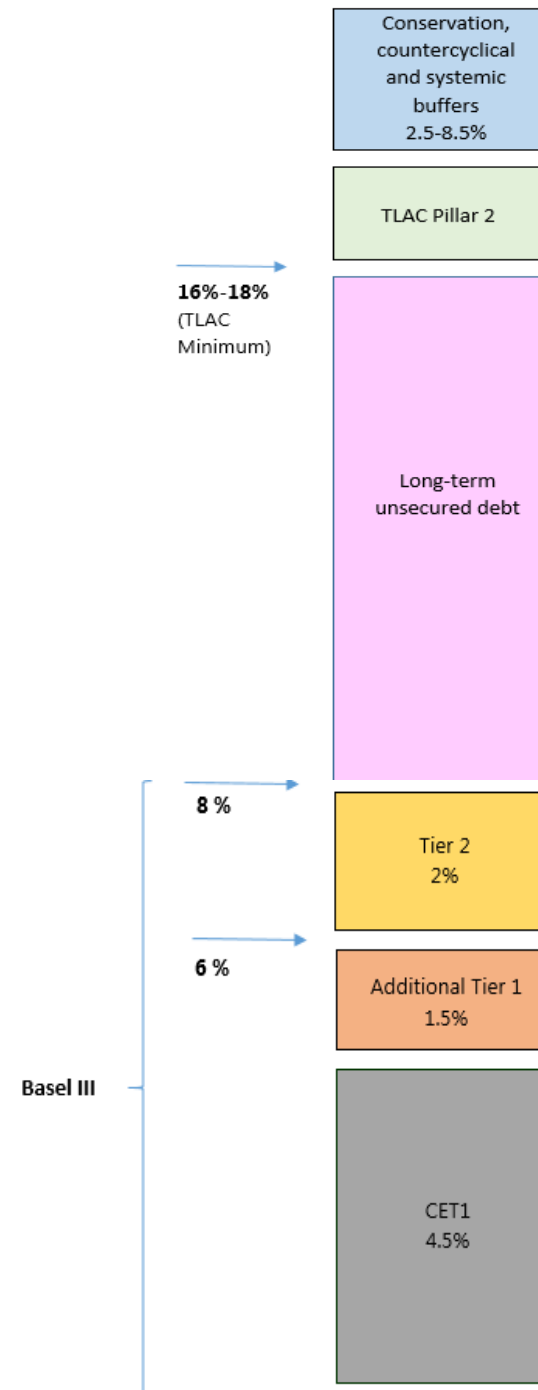 Conservation,
countercyclical
and systemic
buffers
2.5-8.5%
TLAC Pillar 2
16%-18%
(TLAC
Minimum)
Long-term
unsecured debt
8 %
Tier 2
2%
6 %
Additional Tier 1
1.5%
Basel III
CET1
4.5%